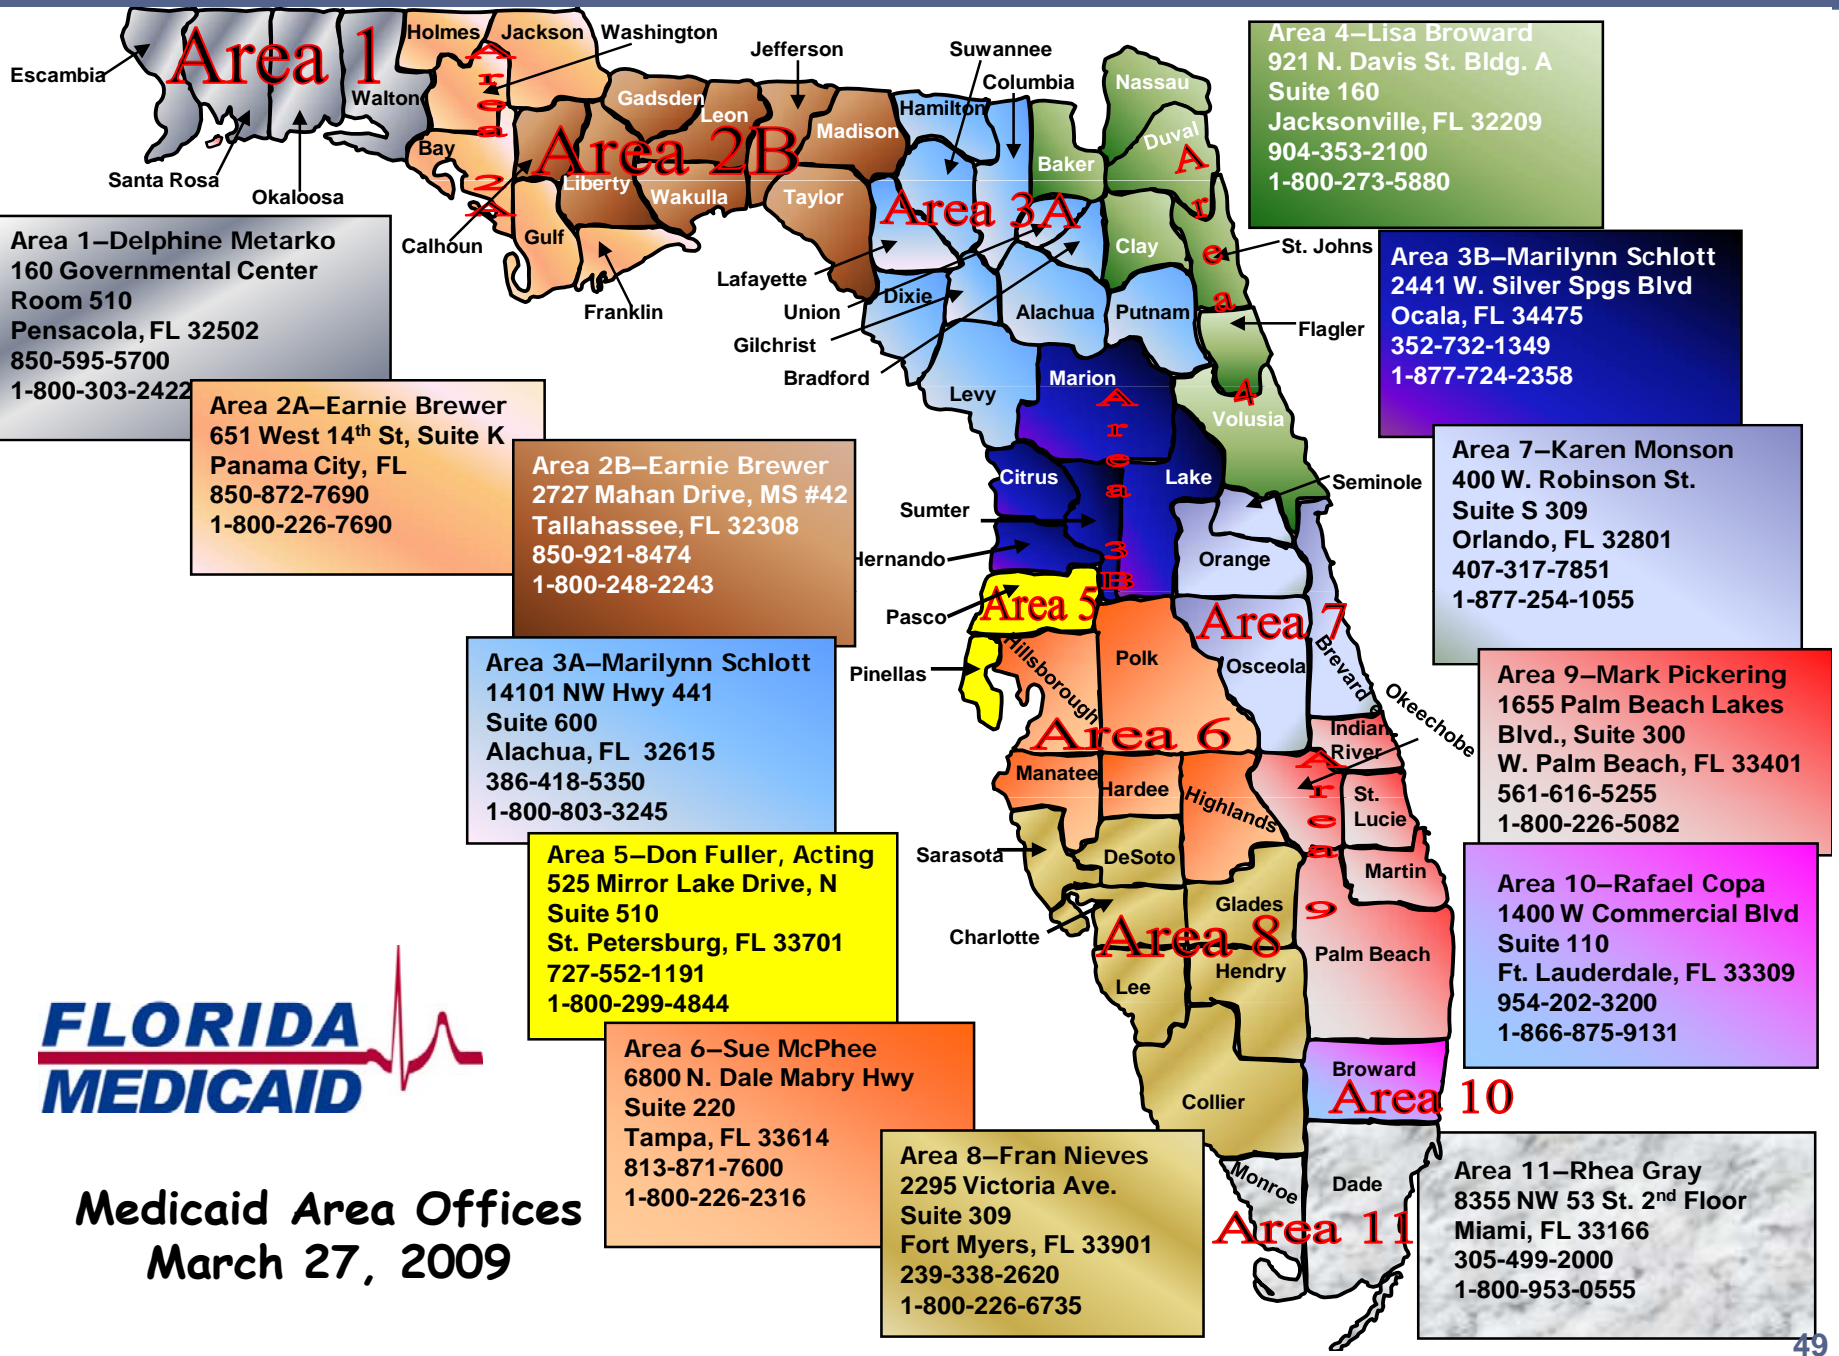 Area 1
Holmes
Jackson
Washington
Escambia
Walton
Santa Rosa
Okaloosa
Area 2A
Bay
Calhoun
Gulf
Franklin
Jefferson
Gadsden
Leon
Madison
Area 2B
Liberty
Wakulla
Taylor
Suwannee
Columbia
Hamilton
Area 3A
Lafayette
Dixie
Union
Gilchrist
Bradford
Alachua
Putnam
Levy
Nassau
Duval
Baker
Clay
St. Johns
Flagler
Volusia
Area 4
Marion
Citrus
Lake
Sumter
Hernando
Area 3B
Seminole
Orange
Osceola
Brevard e
Area 7
Pasco
Pinellas
Area 5
Hillsborough
Polk
Area 6
Manatee
Hardee
Highlands
Okeechobe
Indian
River
St.
Lucie
Martin
Palm Beach
Area 9
Sarasota
DeSoto
Charlotte
Glades
Area 8
Lee
Hendry
Collier
Broward
Area 10
Monroe
Dade
Area 11
Area 1–Delphine Metarko
160 Governmental Center
Room 510
Pensacola, FL 32502
850-595-5700
1-800-303-2422
Area 2A–Earnie Brewer
651 West 14th St, Suite K
Panama City, FL
850-872-7690
1-800-226-7690
Area 2B–Earnie Brewer
2727 Mahan Drive, MS #42
Tallahassee, FL 32308
850-921-8474
1-800-248-2243
Area 3A–Marilynn Schlott
14101 NW Hwy 441
Suite 600
Alachua, FL 32615
386-418-5350
1-800-803-3245
Area 5–Don Fuller, Acting
525 Mirror Lake Drive, N
Suite 510
St. Petersburg, FL 33701
727-552-1191
1-800-299-4844
Area 6–Sue McPhee
6800 N. Dale Mabry Hwy
Suite 220
Tampa, FL 33614
813-871-7600
1-800-226-2316
Area 8–Fran Nieves
2295 Victoria Ave.
Suite 309
Fort Myers, FL 33901
239-338-2620
1-800-226-6735
Area 4–Lisa Broward
921 N. Davis St. Bldg. A
Suite 160
Jacksonville, FL 32209
904-353-2100
1-800-273-5880
Area 3B–Marilynn Schlott
2441 W. Silver Spgs Blvd
Ocala, FL 34475
352-732-1349
1-877-724-2358
Area 7–Karen Monson
400 W. Robinson St.
Suite S 309
Orlando, FL 32801
407-317-7851
1-877-254-1055
Area 9–Mark Pickering
1655 Palm Beach Lakes
Blvd., Suite 300
W. Palm Beach, FL 33401
561-616-5255
1-800-226-5082
Area 10–Rafael Copa
1400 W Commercial Blvd
Suite 110
Ft. Lauderdale, FL 33309
954-202-3200
1-866-875-9131
Area 11–Rhea Gray
8355 NW 53 St. 2nd Floor
Miami, FL 33166
305-499-2000
1-800-953-0555
FLORIDA
MEDICAID
Medicaid Area Offices
March 27, 2009
49